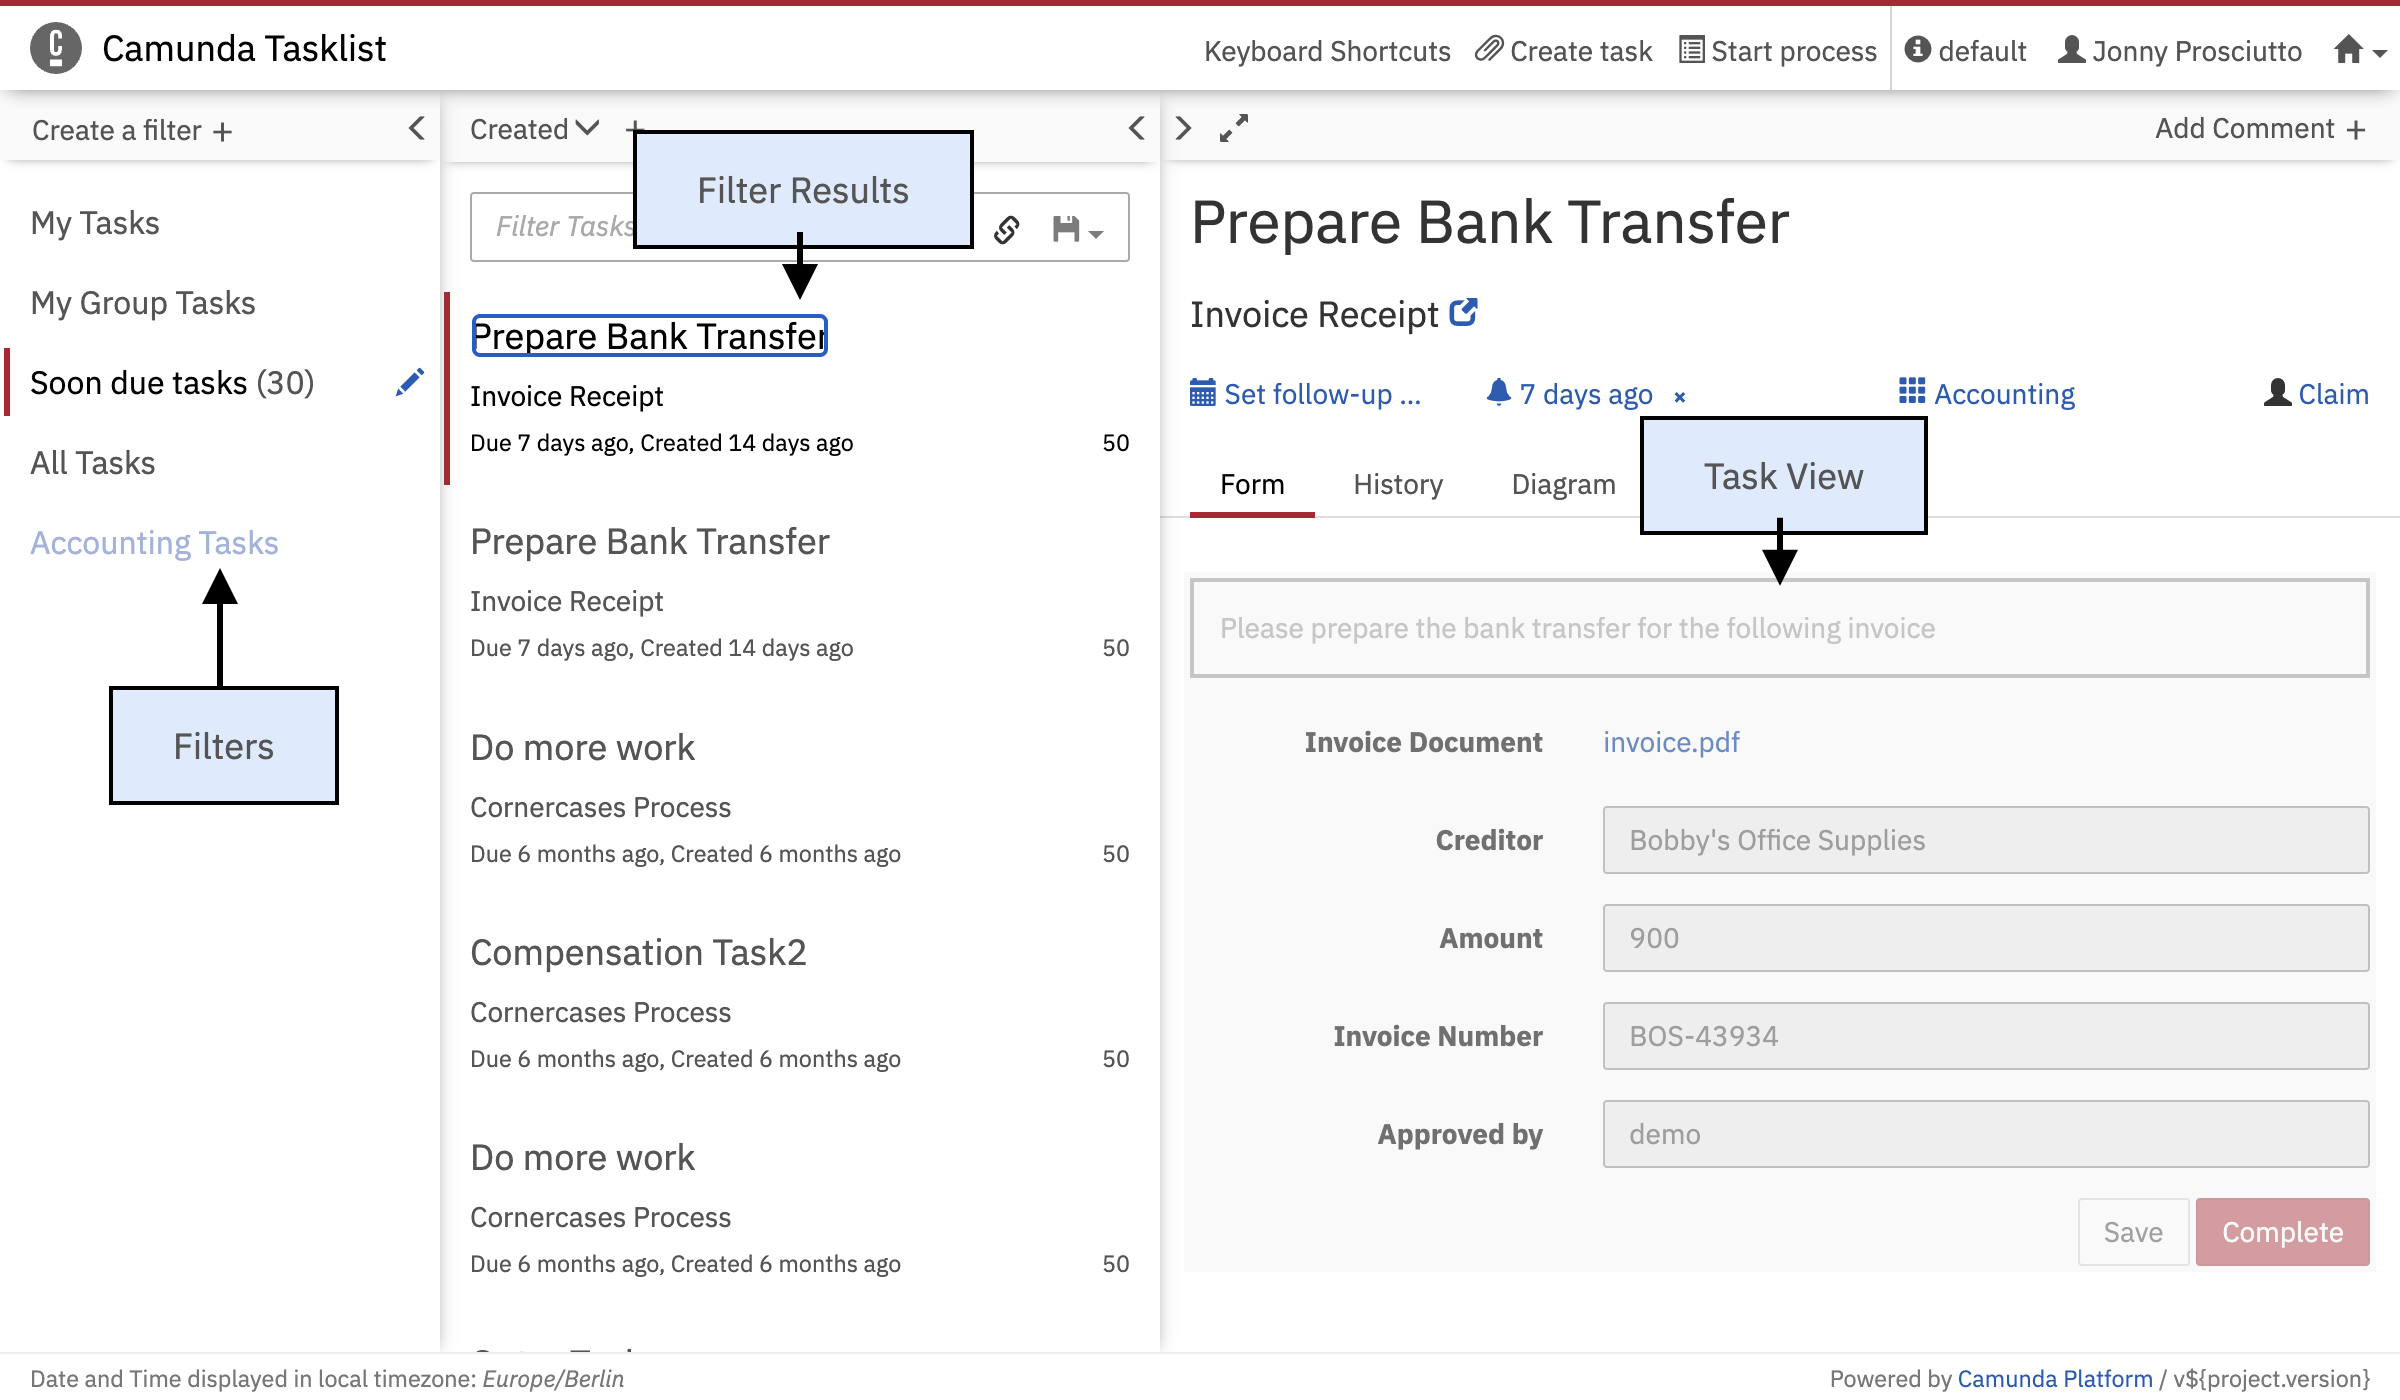 Camunda Tasklist
Keyboard Shortcuts Create task Start process default Jonny Prosciutto
Create a filter +
My Tasks
My Group Tasks
Soon due tasks (30)
All Tasks
Accounting Tasks
Filters
Created +
Filter Tasks
Filter Results
Prepare Bank Transfer
Invoice Receipt
Due 7 days ago, Created 14 days ago 50
Prepare Bank Transfer
Invoice Receipt
Due 7 days ago, Created 14 days ago 50
Do more work
Cornercases Process
Due 6 months ago, Created 6 months ago 50
Compensation Task2
Cornercases Process
Due 6 months ago, Created 6 months ago 50
Do more work
Cornercases Process
Due 6 months ago, Created 6 months ago 50
Add Comment +
Prepare Bank Transfer
Invoice Receipt
Set follow-up ... 7 days ago × Accounting Claim
Form History Diagram
Task View
Please prepare the bank transfer for the following invoice
Invoice Document invoice.pdf
Creditor Bobby's Office Supplies
Amount 900
Invoice Number BOS-43934
Approved by demo
Save Complete
Date and Time displayed in local timezone: Europe/Berlin
Powered by Camunda Platform / v${project.version}